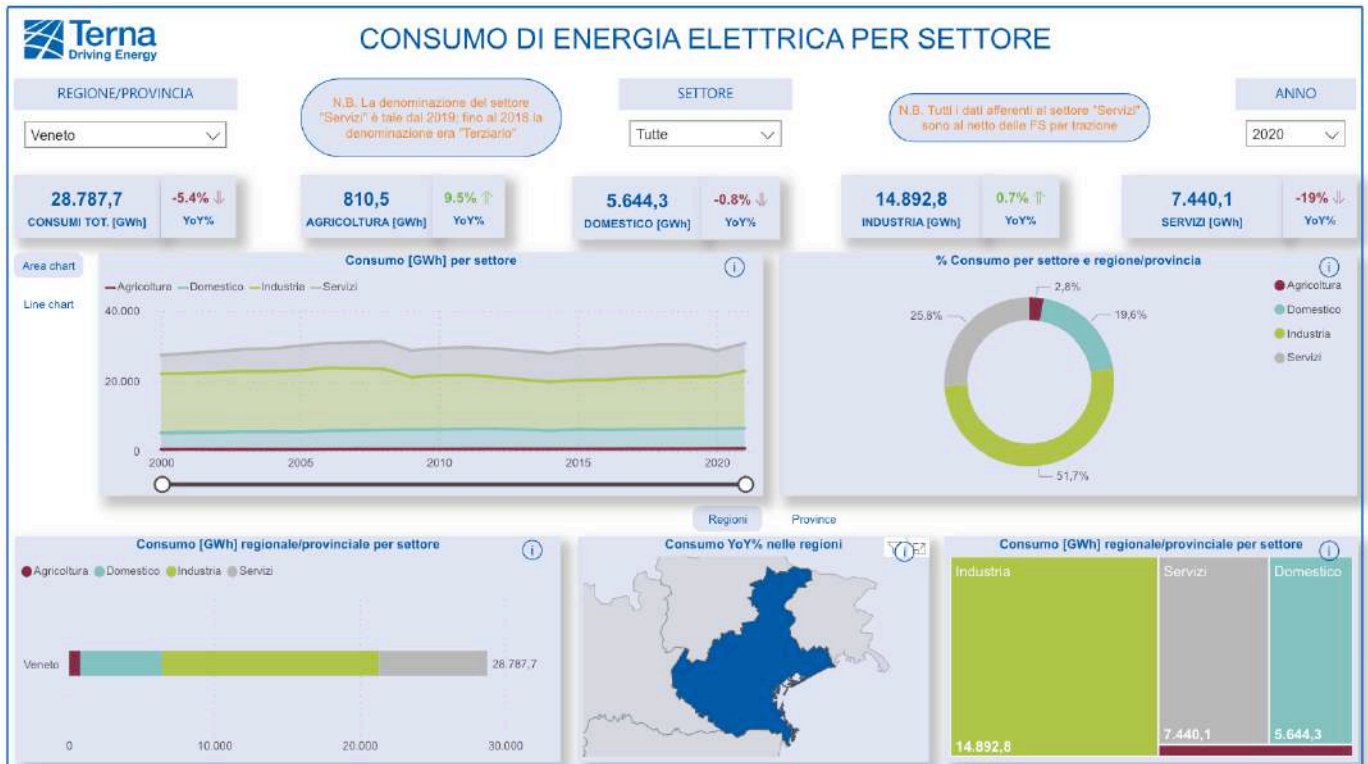 Terna
Driving Energy
CONSUMO DI ENERGIA ELETTRICA PER SETTORE
REGIONE/PROVINCIA
Veneto
N.B. La denominazione del settore
"Servizi" è tale dal 2019; fino al 2018 la
denominazione era "Terziario"
SETTORE
Tutte
N.B. Tutti i dati afferenti al settore "Servizi"
sono al netto delle FS per trazione
ANNO
2020
28.787,7
CONSUMI TOT. [GWh]
-5.4%
YoY%
810,5
AGRICOLTURA [GWh]
9.5%
YoY%
5.644,3
DOMESTICO [GWh]
-0.8%
YoY%
14.892,8
INDUSTRIA [GWh]
0.7%
YoY%
7.440,1
SERVIZI [GWh]
-19%
YoY%
Area chart
Line chart
Consumo [GWh] per settore
Agricoltura Domestico Industria Servizi
40.000
20.000
0
2000 2005 2010 2015 2020
% Consumo per settore e regione/provincia
2,8%
19,6%
51,7%
25,8%
Agricoltura
Domestico
Industria
Servizi
Regioni Province
Consumo [GWh] regionale/provinciale per settore
Agricoltura Domestico Industria Servizi
Veneto
28.787,7
0 10.000 20.000 30.000
Consumo YoY% nelle regioni
Consumo [GWh] regionale/provinciale per settore
Industria
14.892,8
Servizi
7.440,1
Domestico
5.644,3